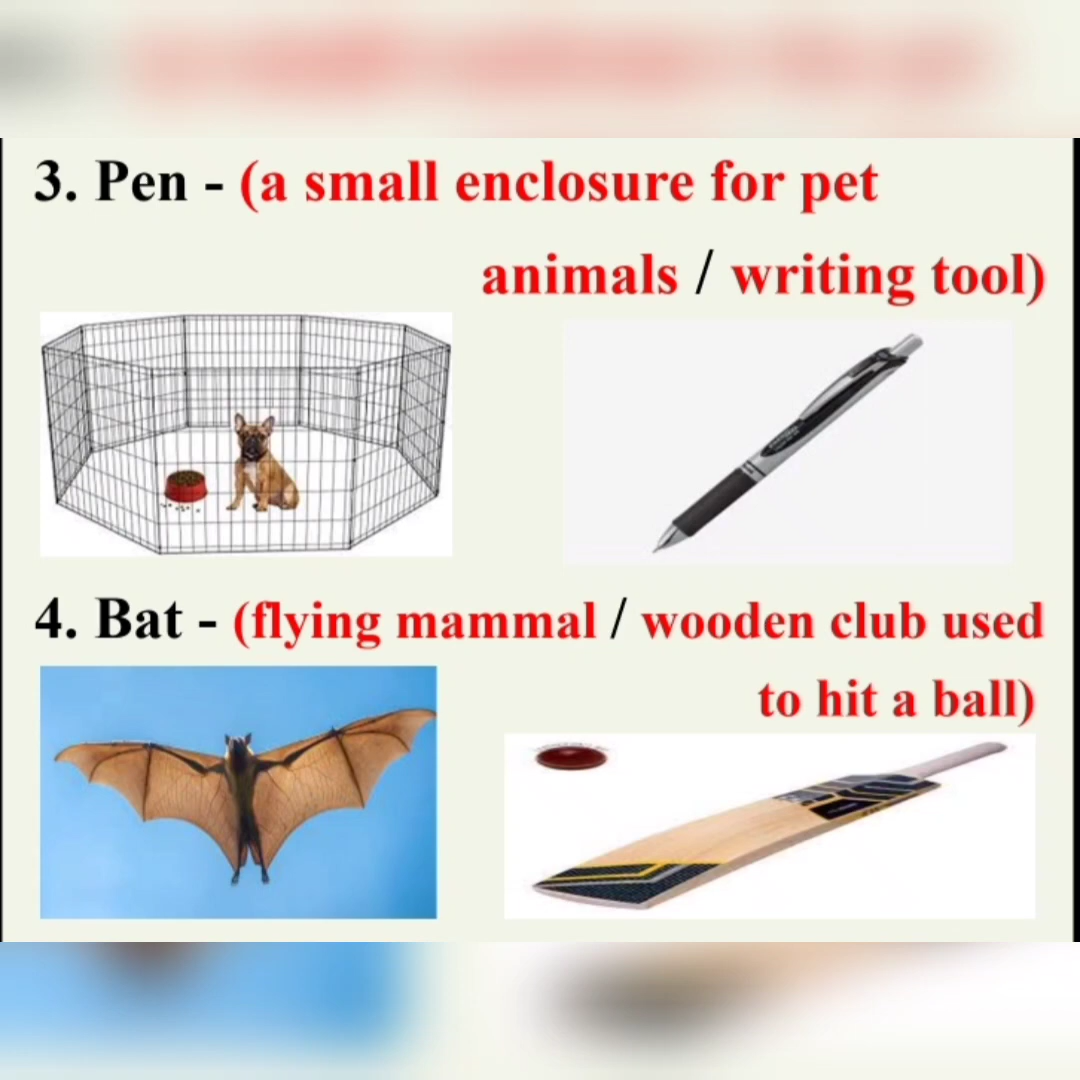 3. Pen - (a small enclosure for pet
animals / writing tool)
4. Bat - (flying mammal / wooden club used
to hit a ball)